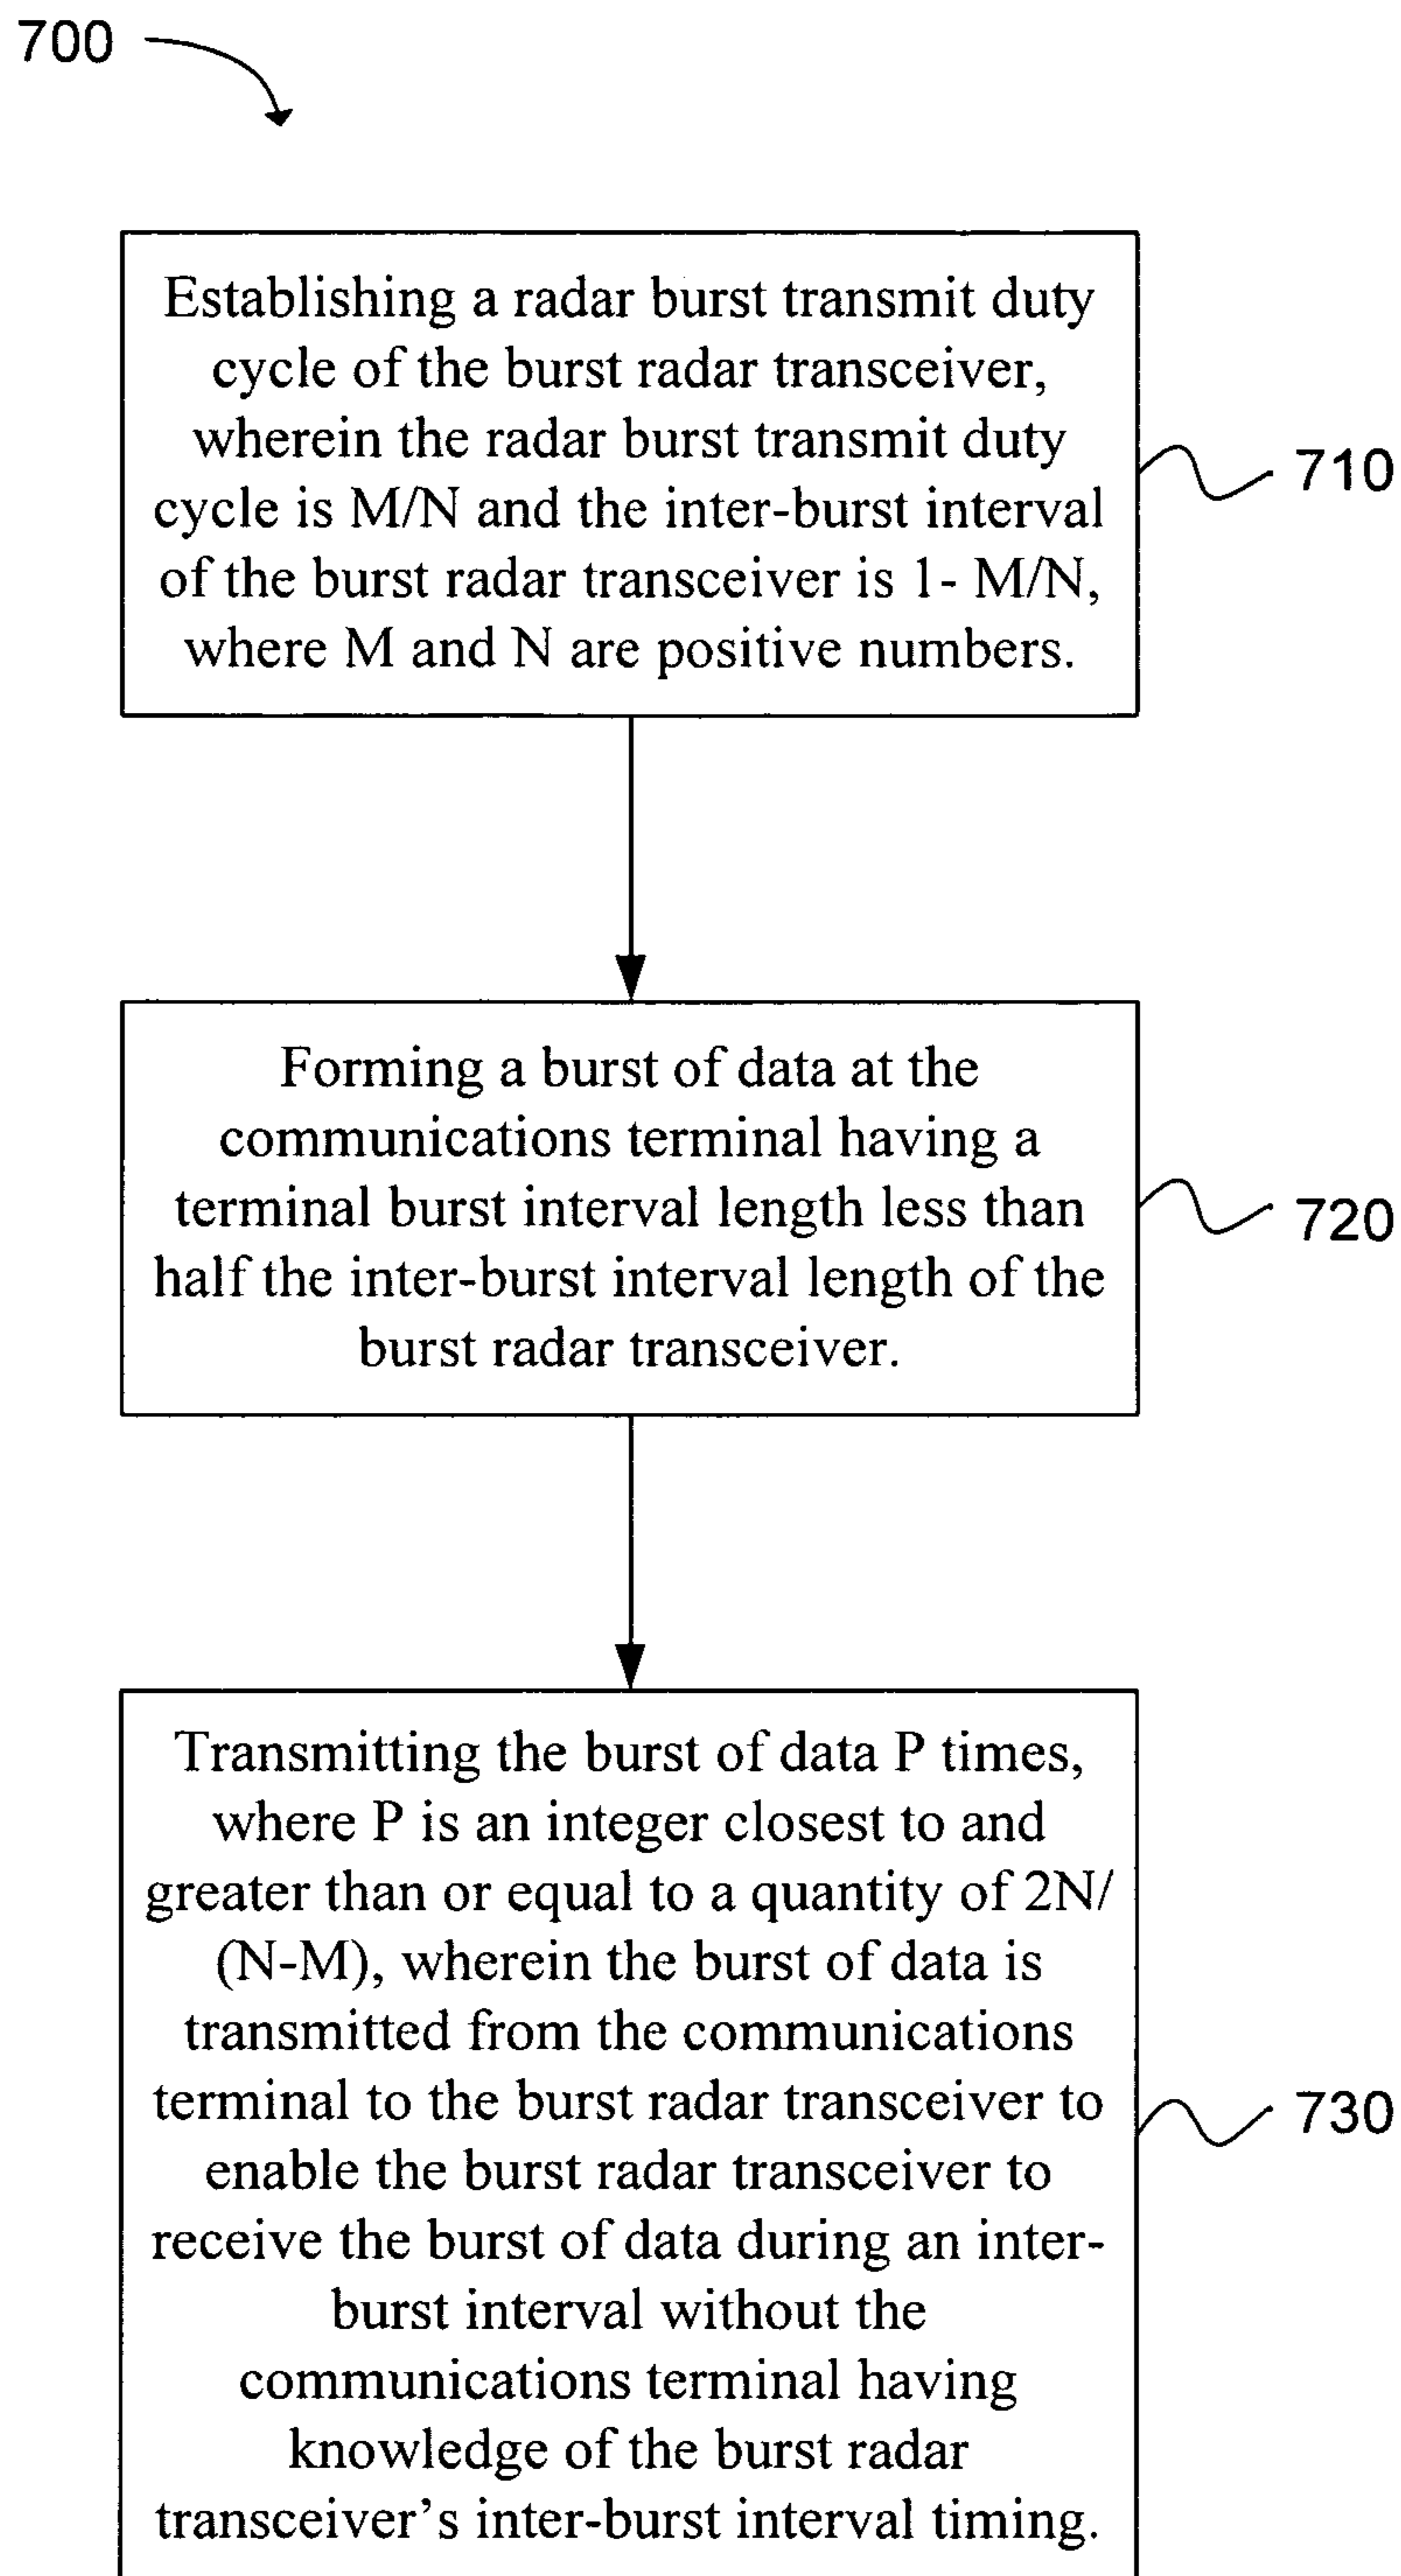 700
Establishing a radar burst transmit duty
cycle of the burst radar transceiver,
wherein the radar burst transmit duty
cycle is M/N and the inter-burst interval
of the burst radar transceiver is 1- M/N,
where M and N are positive numbers.
710
Forming a burst of data at the
communications terminal having a
terminal burst interval length less than
half the inter-burst interval length of the
burst radar transceiver.
720
Transmitting the burst of data P times,
where P is an integer closest to and
greater than or equal to a quantity of 2N/
(N-M), wherein the burst of data is
transmitted from the communications
terminal to the burst radar transceiver to
enable the burst radar transceiver to
receive the burst of data during an inter-
burst interval without the
communications terminal having
knowledge of the burst radar
transceiver’s inter-burst interval timing.
730